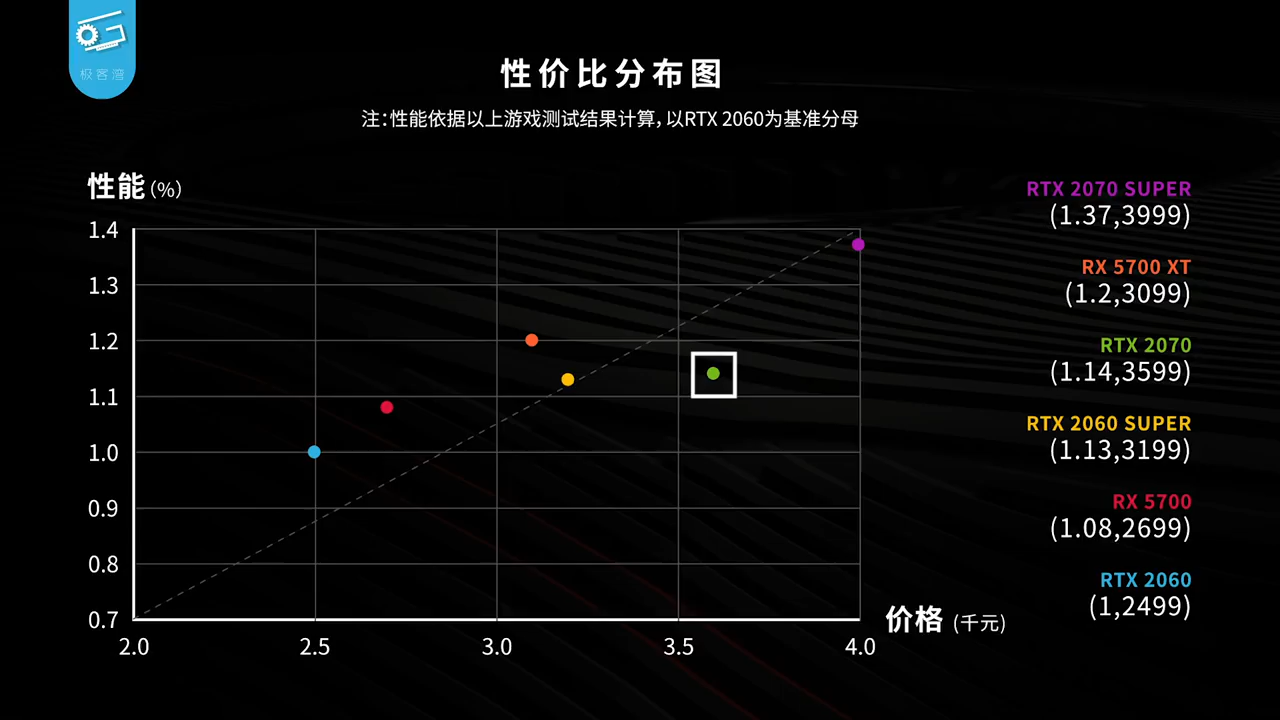 极客湾
性价比分布图
注：性能依据以上游戏测试结果计算，以RTX 2060为基准分母
性能（%）
1.4
1.3
1.2
1.1
1.0
0.9
0.8
0.7
2.0 2.5 3.0 3.5 4.0
价格（千元）
RTX 2070 SUPER
(1.37,3999)
RX 5700 XT
(1.2,3099)
RTX 2070
(1.14,3599)
RTX 2060 SUPER
(1.13,3199)
RX 5700
(1.08,2699)
RTX 2060
(1,2499)